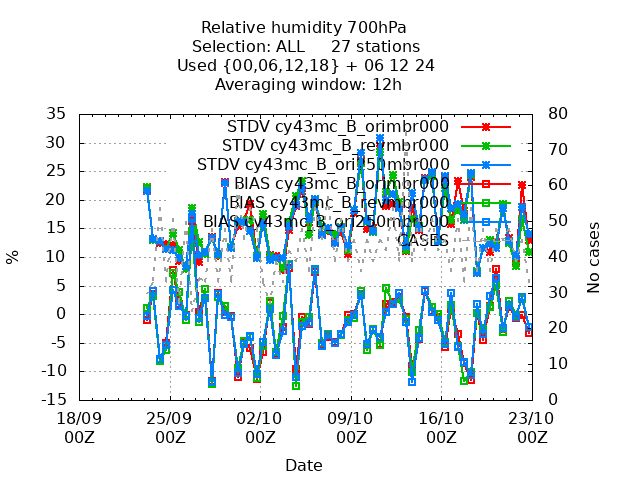 Relative humidity 700hPa
Selection: ALL 27 stations
Used {00,06,12,18} + 06 12 24
Averaging window: 12h
STDV cy43mc_B_orimbr000
STDV cy43mc_B_revmbr000
STDV cy43mc_B_ori250mbr000
BIAS cy43mc_B_orimbr000
BIAS cy43mc_B_revmbr000
BIAS cy43mc_B_ori250mbr000
CASES
35
30
25
20
15
10
5
0
-5
-10
-15
%
80
70
60
50
40
30
20
10
0
No cases
18/09 25/09 02/10 09/10 16/10 23/10
00Z 00Z 00Z 00Z 00Z 00Z
Date